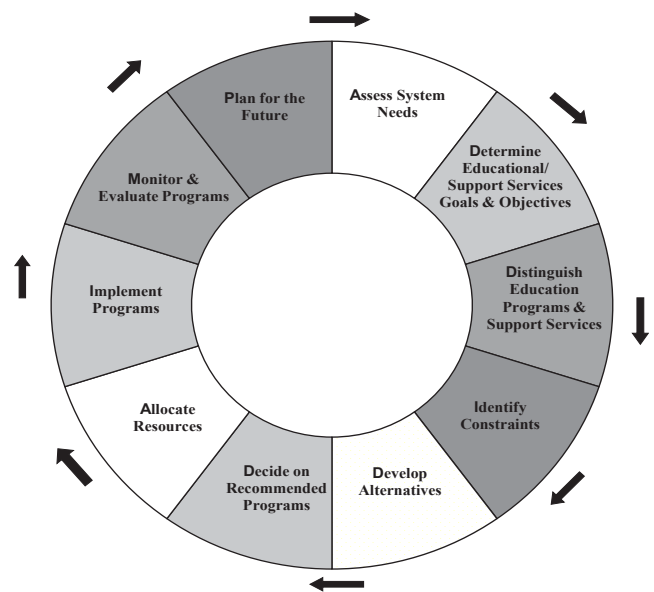 Assess System
Needs
Determine
Educational/
Support Services
Goals & Objectives
Distinguish
Education
Programs &
Support Services
Identify
Constraints
Develop
Alternatives
Decide on
Recommended
Programs
Allocate
Resources
Implement
Programs
Monitor &
Evaluate Programs
Plan for the
Future